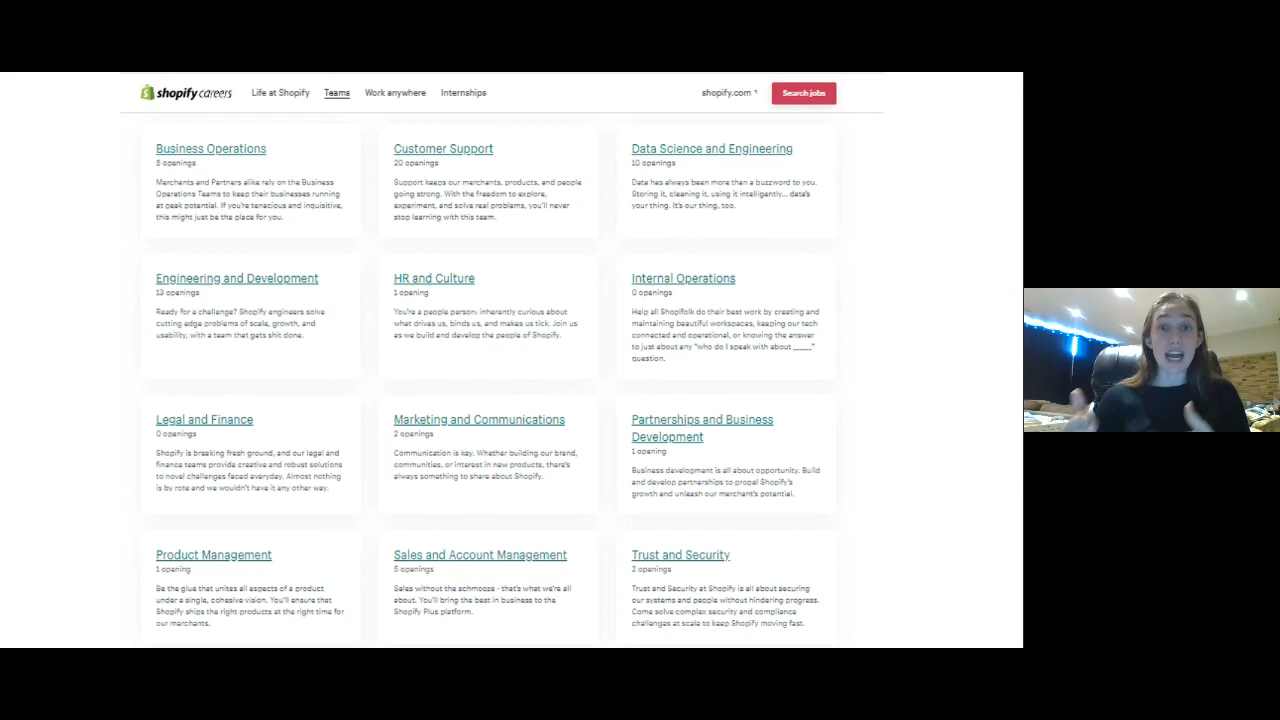 shopify careers Life at Shopify Teams Work anywhere Internships shopify.com Search jobs
Business Operations
5 openings
Merchants and Partners alike rely on the Business
Operations Teams to keep their businesses running
at peak potential. If you're tenacious and inquisitive,
this might just be the place for you.
Customer Support
20 openings
Support keeps our merchants, products, and people
going strong. With the freedom to explore,
experiment, and solve real problems, you'll never
stop learning with this team.
Data Science and Engineering
10 openings
Data has always been more than a buzzword to you.
Storing it, cleaning it, using it intelligently... data's
your thing. It's our thing, too.
Engineering and Development
13 openings
Ready for a challenge? Shopify engineers solve
cutting edge problems of scale, growth, and
usability, with a team that gets shit done.
HR and Culture
1 opening
You're a people person: inherently curious about
what drives us, binds us, and makes us tick. Join us
as we build and develop the people of Shopify.
Internal Operations
0 openings
Help all Shopifolk do their best work by creating and
maintaining beautiful workspaces, keeping our tech
connected and operational, or knowing the answer
to just about any "who do I speak with about ____"
question.
Legal and Finance
0 openings
Shopify is breaking fresh ground, and our legal and
finance teams provide creative and robust solutions
to novel challenges faced everyday. Almost nothing
is by rote and we wouldn't have it any other way.
Marketing and Communications
2 openings
Communication is key. Whether building our brand,
communities, or interest in new products, there's
always something to share about Shopify.
Partnerships and Business
Development
1 opening
Business development is all about opportunity. Build
and develop partnerships to propel Shopify's
growth and unleash our merchant's potential.
Product Management
1 opening
Be the glue that unites all aspects of a product
under a single, cohesive vision. You'll ensure that
Shopify ships the right products at the right time for
our merchants.
Sales and Account Management
5 openings
Sales without the schmooze - that's what we're all
about. You'll bring the best in business to the
Shopify Plus platform.
Trust and Security
2 openings
Trust and Security at Shopify is all about securing
our systems and people without hindering progress.
Come solve complex security and compliance
challenges at scale to keep Shopify moving fast.